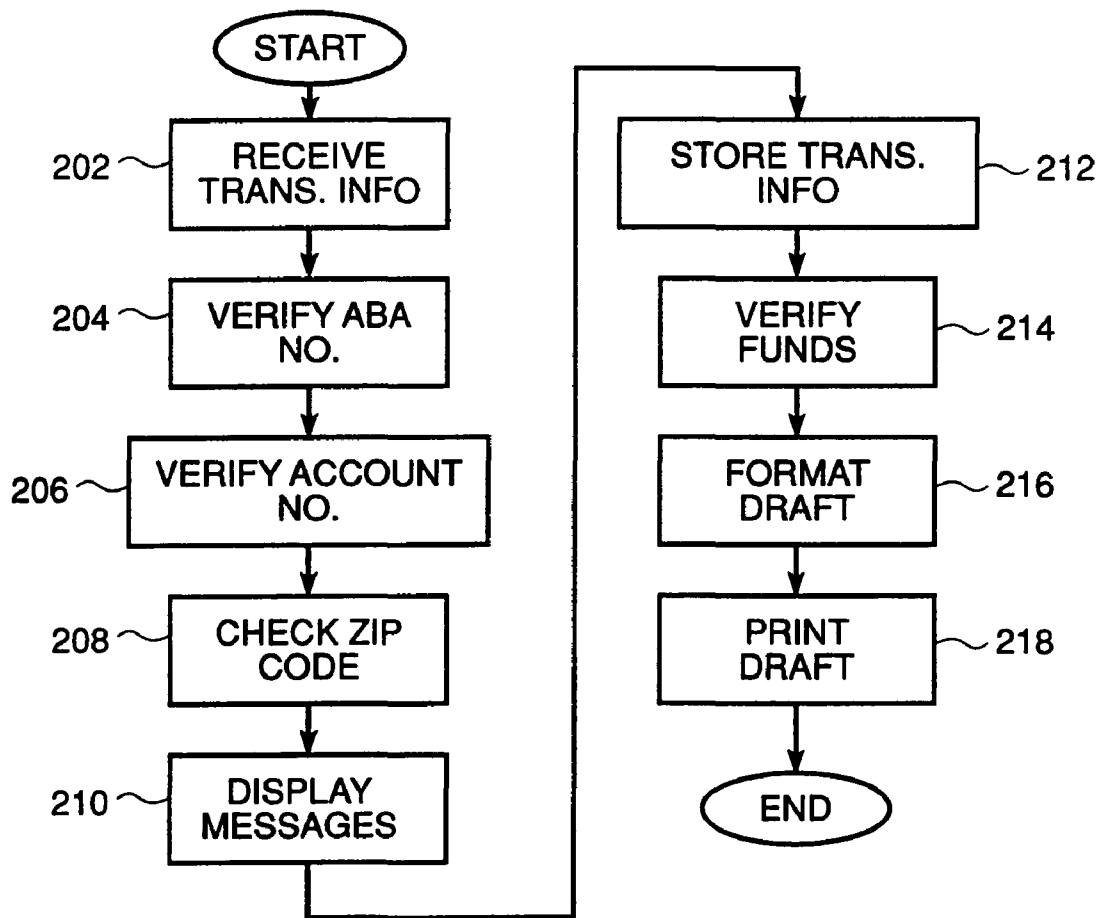 START
202
RECEIVE
TRANS. INFO
204
VERIFY ABA
NO.
206
VERIFY ACCOUNT
NO.
208
CHECK ZIP
CODE
210
DISPLAY
MESSAGES
STORE TRANS.
INFO
212
VERIFY
FUNDS
214
FORMAT
DRAFT
216
PRINT
DRAFT
218
END